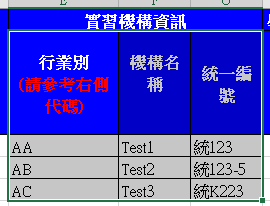 E F G
實習機構資訊
行業別
(請參考右側
代碼)
機構名
稱
統一編
號
AA Test1 統123
AB Test2 統123-5
AC Test3 統K223